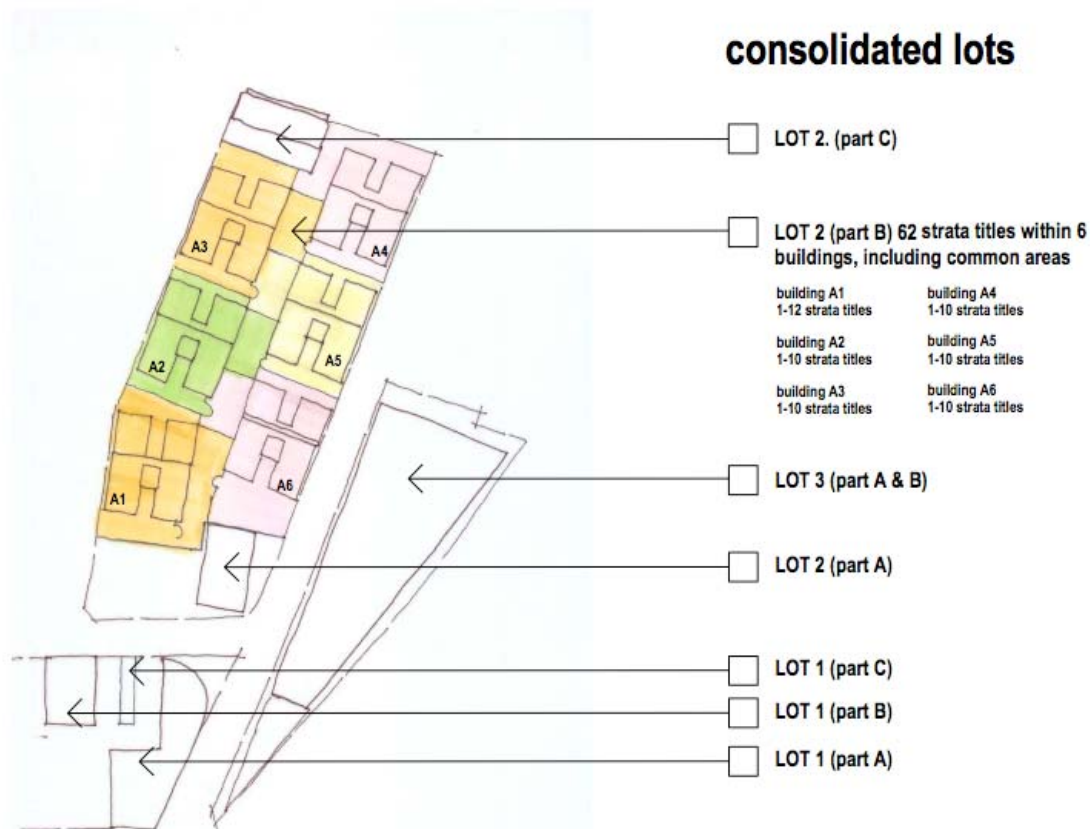 consolidated lots
LOT 2. (part C)
LOT 2 (part B) 62 strata titles within 6
buildings, including common areas
building A1
1-12 strata titles
building A4
1-10 strata titles
building A2
1-10 strata titles
building A5
1-10 strata titles
building A3
1-10 strata titles
building A6
1-10 strata titles
LOT 3 (part A & B)
LOT 2 (part A)
LOT 1 (part C)
LOT 1 (part B)
LOT 1 (part A)
A3
A4
A2
A5
A1
A6